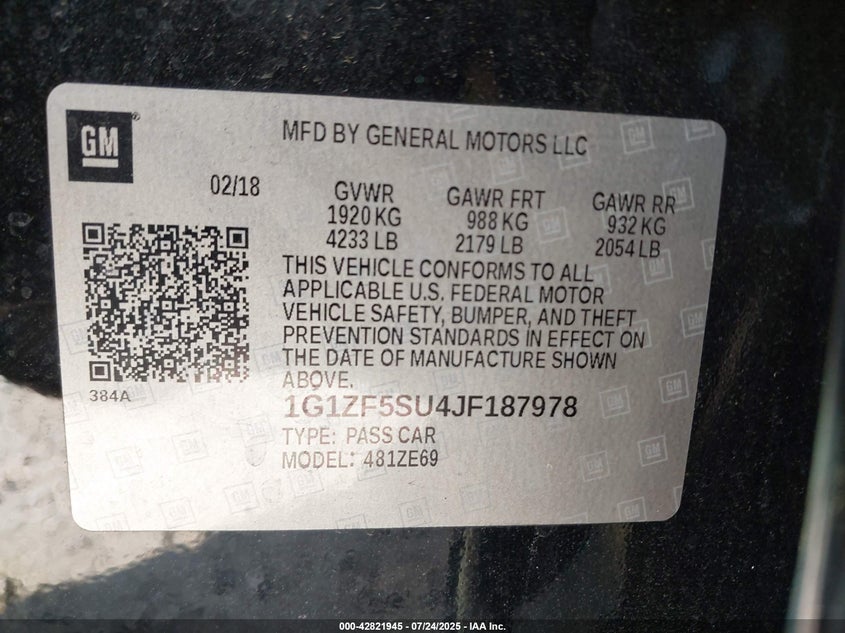 GM
MFD BY GENERAL MOTORS LLC
02/18
GVWR GAWR FRT GAWR RR
1920 KG 988 KG 932 KG
4233 LB 2179 LB 2054 LB
THIS VEHICLE CONFORMS TO ALL
APPLICABLE U.S. FEDERAL MOTOR
VEHICLE SAFETY, BUMPER, AND THEFT
PREVENTION STANDARDS IN EFFECT ON
THE DATE OF MANUFACTURE SHOWN
ABOVE.
384A
1G1ZF5SU4JF187978
TYPE: PASS CAR
MODEL: 481ZE69
000-42821945 - 07/24/2025 - IAA Inc.